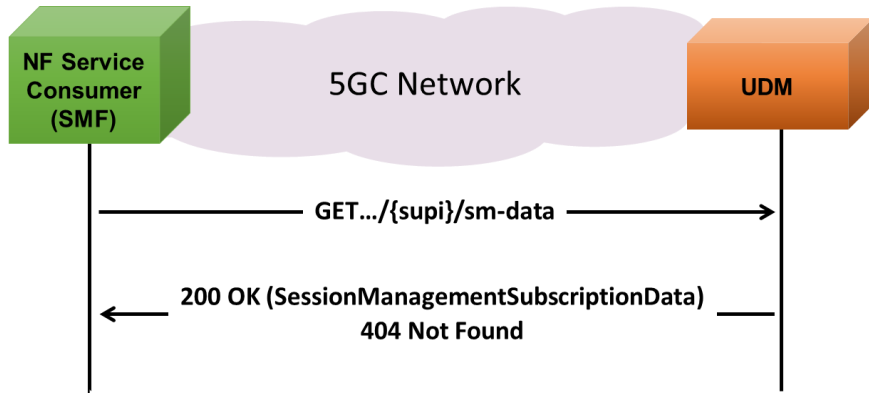 NF Service
Consumer
(SMF)
5GC Network
UDM
GET.../{supi}/sm-data
200 OK (SessionManagementSubscriptionData)
404 Not Found